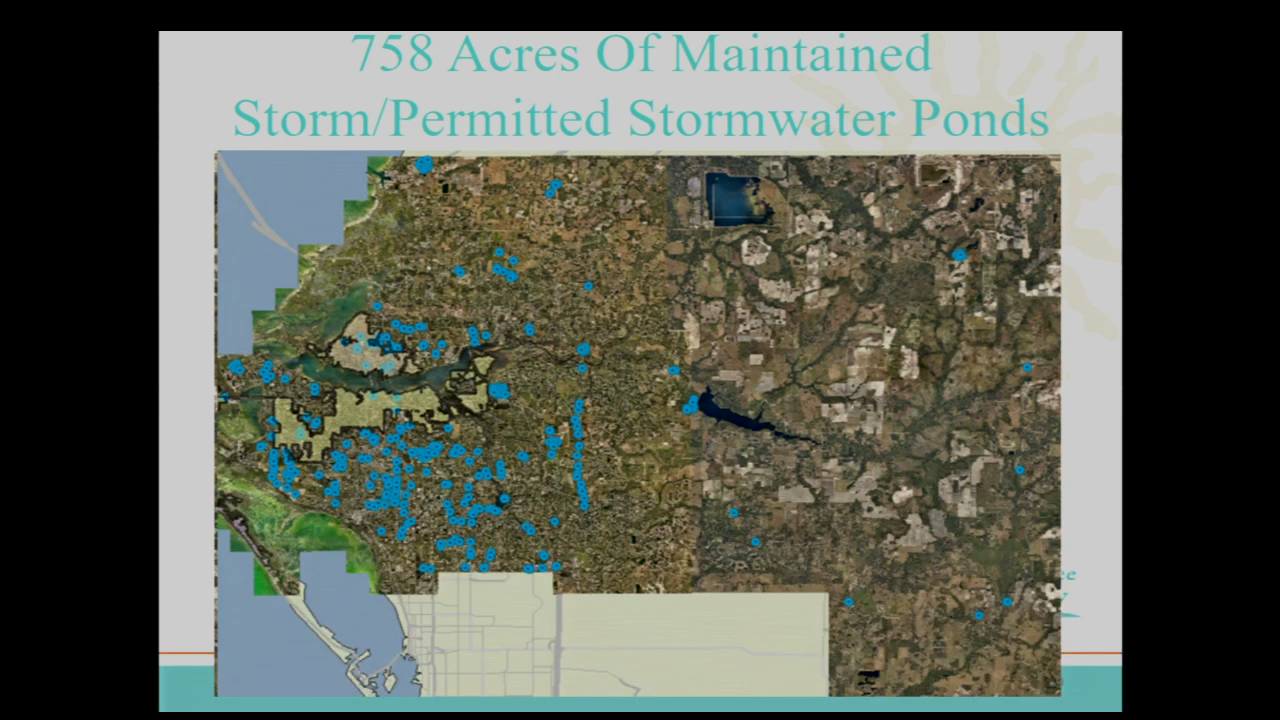 758 Acres Of Maintained
Storm/Permitted Stormwater Ponds